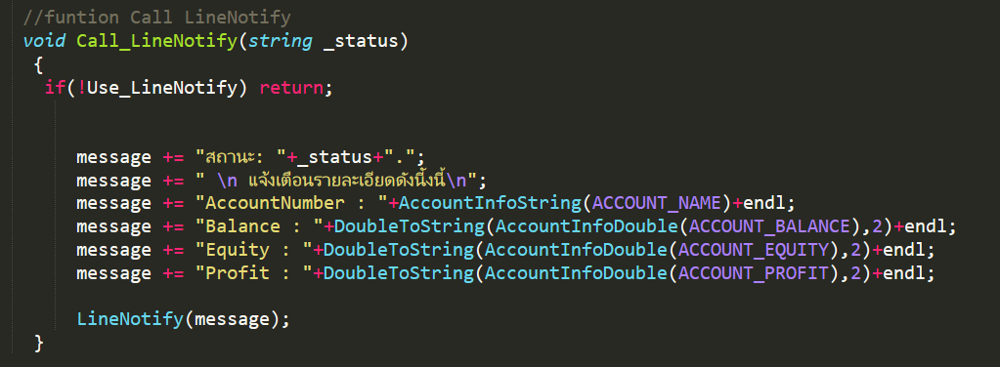 //funtion Call LineNotify
void Call_LineNotify(string _status)
{
if(!Use_LineNotify) return;
message += "สถานะ: "+_status+".";
message += " \n แจ้งเตือนรายละเอียดดังนี้งนี้\n";
message += "AccountNumber : "+AccountInfoString(ACCOUNT_NAME)+endl;
message += "Balance : "+DoubleToString(AccountInfoDouble(ACCOUNT_BALANCE),2)+endl;
message += "Equity : "+DoubleToString(AccountInfoDouble(ACCOUNT_EQUITY),2)+endl;
message += "Profit : "+DoubleToString(AccountInfoDouble(ACCOUNT_PROFIT),2)+endl;
LineNotify(message);
}